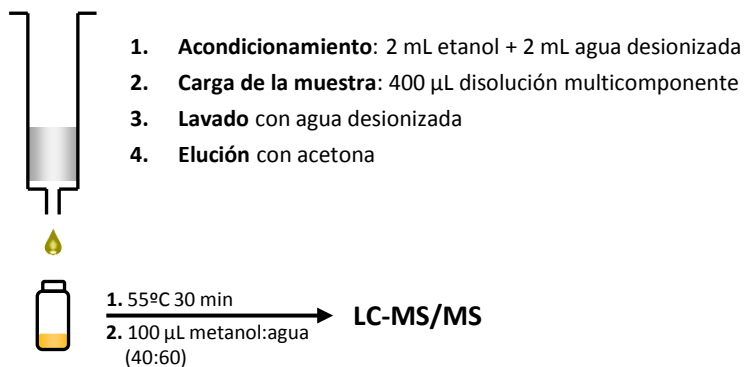 1. Acondicionamiento: 2 mL etanol + 2 mL agua desionizada
2. Carga de la muestra: 400 µL disolución multicomponente
3. Lavado con agua desionizada
4. Elución con acetona
1. 55ºC 30 min
2. 100 µL metanol:agua
(40:60)
LC-MS/MS